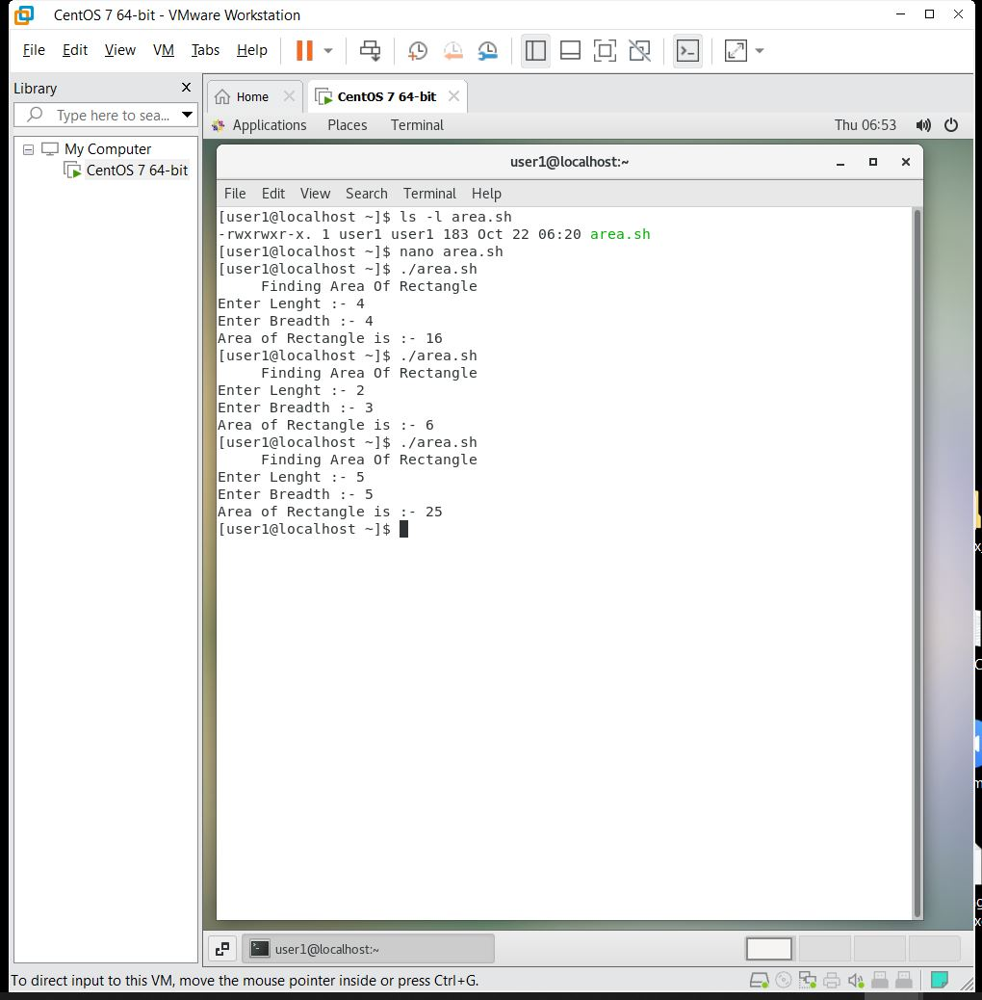 CentOS 7 64-bit - VMware Workstation
File Edit View VM Tabs Help
Library
Home
CentOS 7 64-bit
Type here to sea...
Applications Places Terminal Thu 06:53
My Computer
CentOS 7 64-bit
user1@localhost:~
File Edit View Search Terminal Help
[user1@localhost ~]$ ls -l area.sh
-rwxrwxr-x. 1 user1 user1 183 Oct 22 06:20 area.sh
[user1@localhost ~]$ nano area.sh
[user1@localhost ~]$ ./area.sh
Finding Area Of Rectangle
Enter Lenght :- 4
Enter Breadth :- 4
Area of Rectangle is :- 16
[user1@localhost ~]$ ./area.sh
Finding Area Of Rectangle
Enter Lenght :- 2
Enter Breadth :- 3
Area of Rectangle is :- 6
[user1@localhost ~]$ ./area.sh
Finding Area Of Rectangle
Enter Lenght :- 5
Enter Breadth :- 5
Area of Rectangle is :- 25
[user1@localhost ~]$
user1@localhost:~
To direct input to this VM, move the mouse pointer inside or press Ctrl+G.